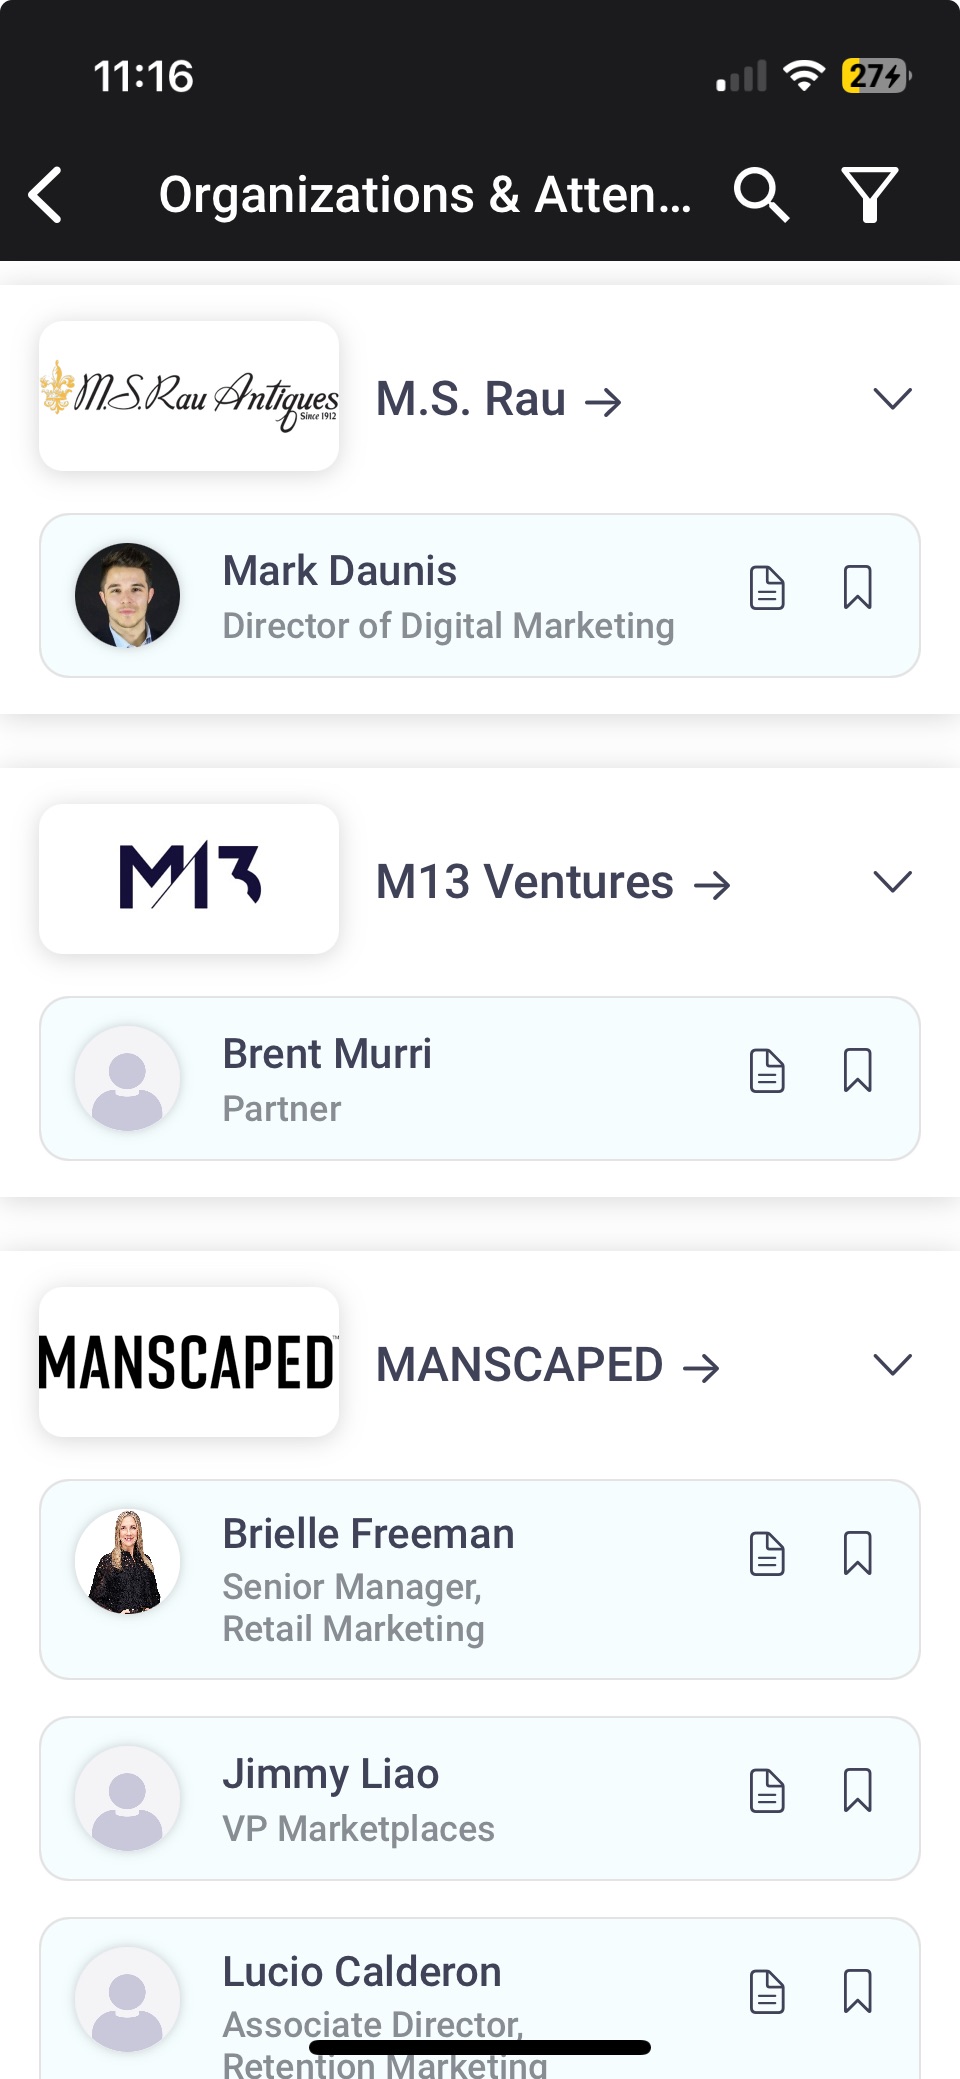 11:16
27
Organizations & Atten...
M.S. Rau Antiques
Since 1912
M.S. Rau →
Mark Daunis
Director of Digital Marketing
M13
M13 Ventures →
Brent Murri
Partner
MANSCAPED™
MANSCAPED →
Brielle Freeman
Senior Manager,
Retail Marketing
Jimmy Liao
VP Marketplaces
Lucio Calderon
Associate Director,
Retention Marketing